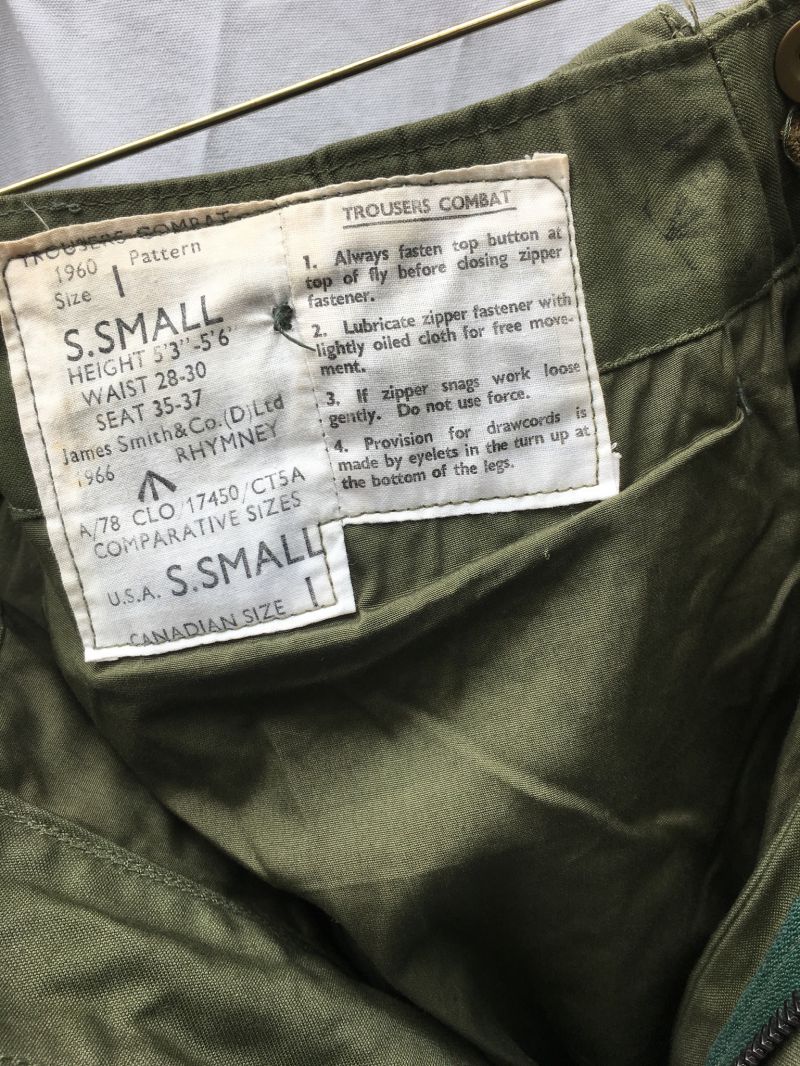 TROUSERS COMBAT
1960 Pattern
Size 1
S.SMALL
HEIGHT 5'3"-5'6"
WAIST 28-30
SEAT 35-37
James Smith & Co.(D) Ltd
1966 RHYMNEY
A/78 CLO/17450/CT5A
COMPARATIVE SIZES
U.S.A. S.SMALL
CANADIAN SIZE 1
TROUSERS COMBAT
1. Always fasten top button at
top of fly before closing zipper
fastener.
2. Lubricate zipper fastener with
lightly oiled cloth for free move-
ment.
3. If zipper snags work loose
gently. Do not use force.
4. Provision for drawcords is
made by eyelets in the turn up at
the bottom of the legs.